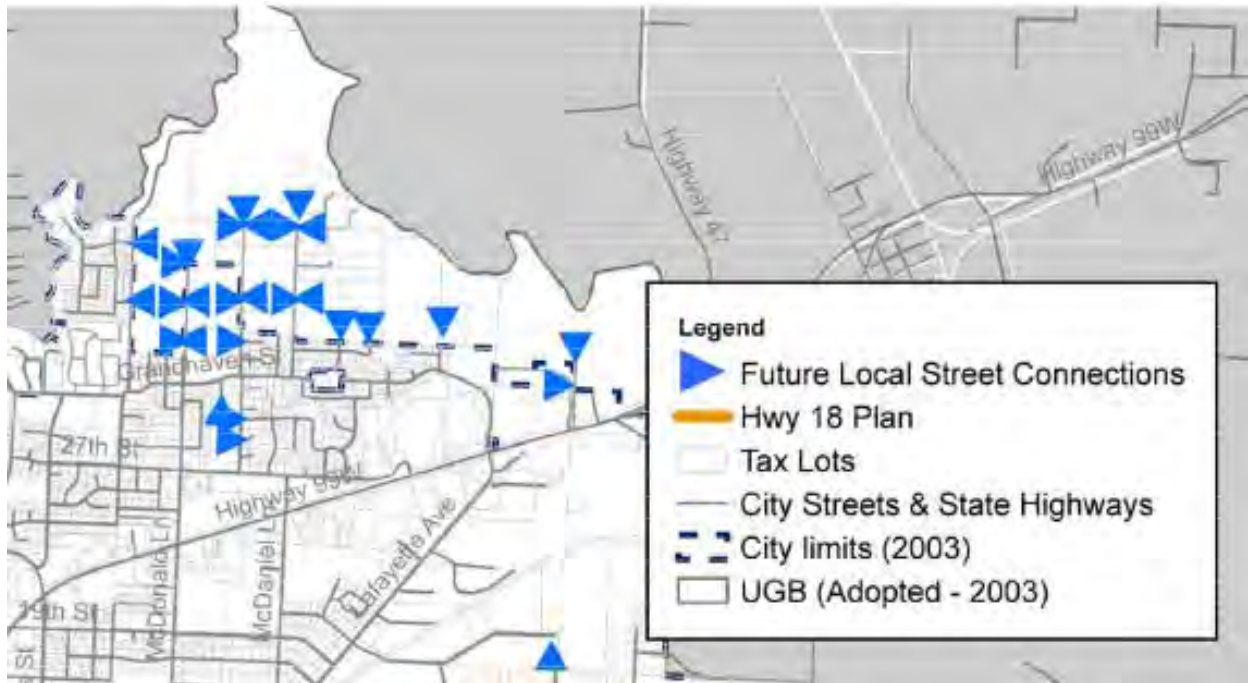 Highway 47
Highway 99W
Grandhaven St
27th St
Highway 99W
McDonald Ln
McDaniel Ln
Lafayette Ave
19th St
St
Legend
Future Local Street Connections
Hwy 18 Plan
Tax Lots
City Streets & State Highways
City limits (2003)
UGB (Adopted - 2003)